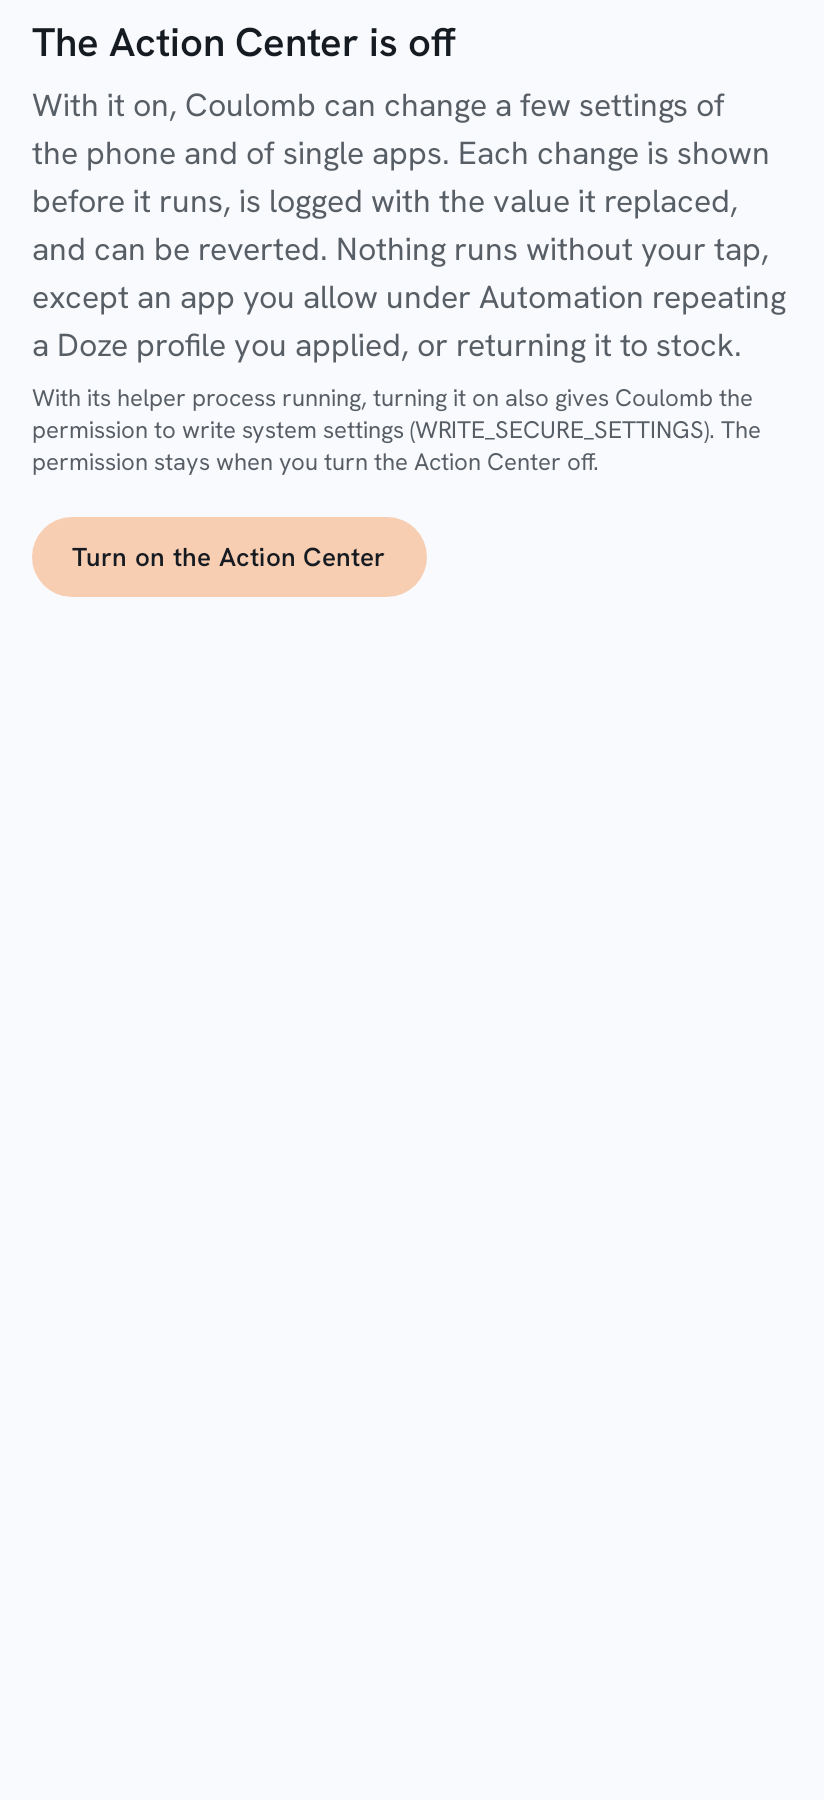 The Action Center is off
With it on, Coulomb can change a few settings of
the phone and of single apps. Each change is shown
before it runs, is logged with the value it replaced,
and can be reverted. Nothing runs without your tap,
except an app you allow under Automation repeating
a Doze profile you applied, or returning it to stock.
With its helper process running, turning it on also gives Coulomb the
permission to write system settings (WRITE_SECURE_SETTINGS). The
permission stays when you turn the Action Center off.
Turn on the Action Center